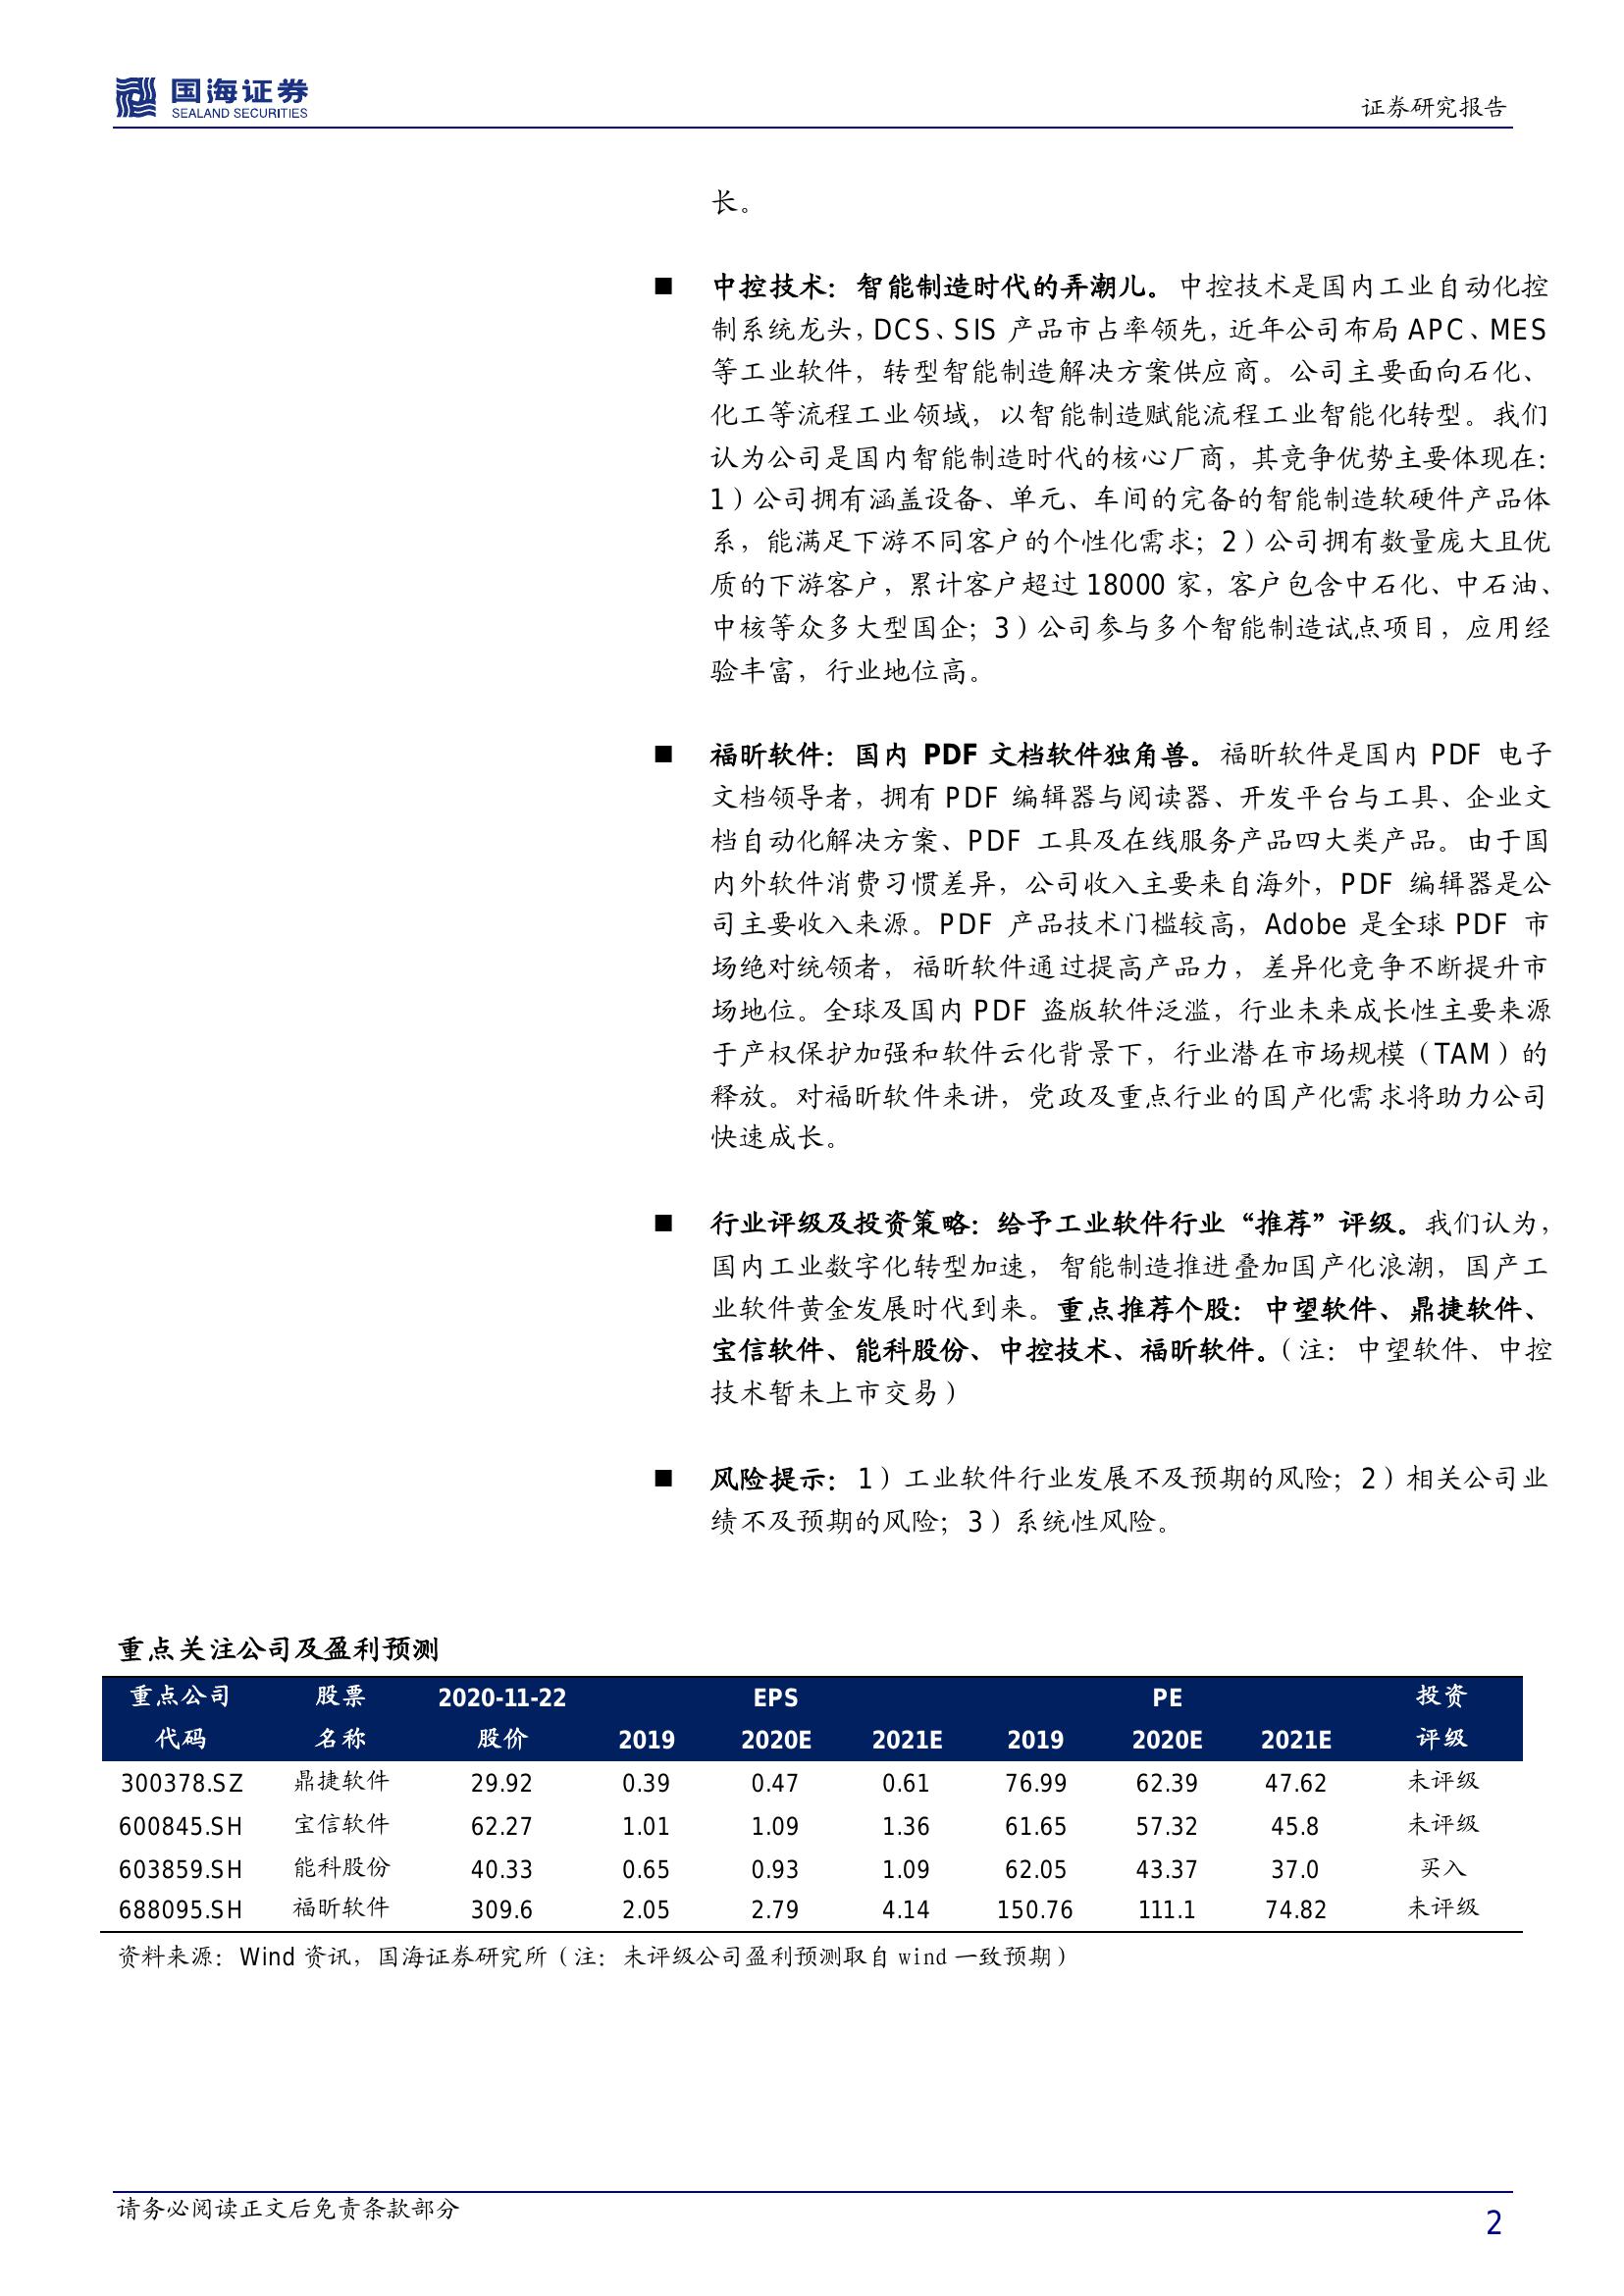 国海证券
SEALAND SECURITIES
证券研究报告
长。
■ 中控技术：智能制造时代的弄潮儿。中控技术是国内工业自动化控
制系统龙头，DCS、SIS 产品市占率领先，近年公司布局 APC、MES
等工业软件，转型智能制造解决方案供应商。公司主要面向石化、
化工等流程工业领域，以智能制造赋能流程工业智能化转型。我们
认为公司是国内智能制造时代的核心厂商，其竞争优势主要体现在：
1）公司拥有涵盖设备、单元、车间的完备的智能制造软硬件产品体
系，能满足下游不同客户的个性化需求；2）公司拥有数量庞大且优
质的下游客户，累计客户超过 18000 家，客户包含中石化、中石油、
中核等众多大型国企；3）公司参与多个智能制造试点项目，应用经
验丰富，行业地位高。
■ 福昕软件：国内 PDF 文档软件独角兽。福昕软件是国内 PDF 电子
文档领导者，拥有 PDF 编辑器与阅读器、开发平台与工具、企业文
档自动化解决方案、PDF 工具及在线服务产品四大类产品。由于国
内外软件消费习惯差异，公司收入主要来自海外，PDF 编辑器是公
司主要收入来源。PDF 产品技术门槛较高，Adobe 是全球 PDF 市
场绝对统领者，福昕软件通过提高产品力，差异化竞争不断提升市
场地位。全球及国内 PDF 盗版软件泛滥，行业未来成长性主要来源
于产权保护加强和软件云化背景下，行业潜在市场规模（TAM）的
释放。对福昕软件来讲，党政及重点行业的国产化需求将助力公司
快速成长。
■ 行业评级及投资策略：给予工业软件行业“推荐”评级。我们认为，
国内工业数字化转型加速，智能制造推进叠加国产化浪潮，国产工
业软件黄金发展时代到来。重点推荐个股：中望软件、鼎捷软件、
宝信软件、能科股份、中控技术、福昕软件。（注：中望软件、中控
技术暂未上市交易）
■ 风险提示：1）工业软件行业发展不及预期的风险；2）相关公司业
绩不及预期的风险；3）系统性风险。
重点关注公司及盈利预测
重点公司 股票 2020-11-22 EPS PE 投资
代码 名称 股价 2019 2020E 2021E 2019 2020E 2021E 评级
300378.SZ 鼎捷软件 29.92 0.39 0.47 0.61 76.99 62.39 47.62 未评级
600845.SH 宝信软件 62.27 1.01 1.09 1.36 61.65 57.32 45.8 未评级
603859.SH 能科股份 40.33 0.65 0.93 1.09 62.05 43.37 37.0 买入
688095.SH 福昕软件 309.6 2.05 2.79 4.14 150.76 111.1 74.82 未评级
资料来源：Wind 资讯，国海证券研究所（注：未评级公司盈利预测取自 wind 一致预期）
请务必阅读正文后免责条款部分
2